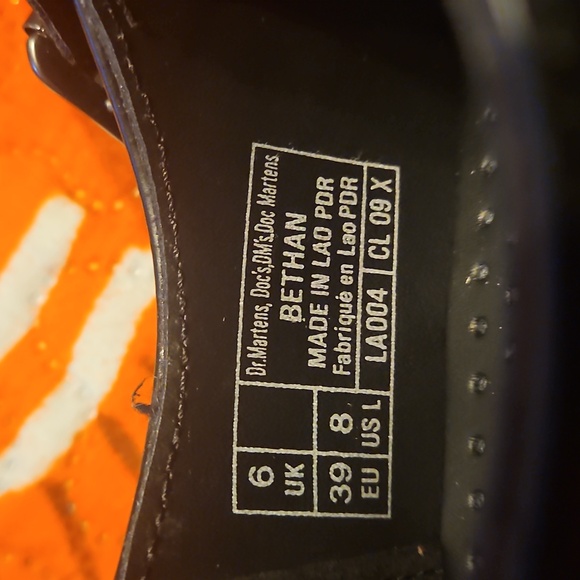 Dr.Martens, Doc's,DM's,Doc Martens
BETHAN
MADE IN LAO PDR
Fabriqué en Lao PDR
LA004 CL 09 X
6
UK
39 8
EU US L